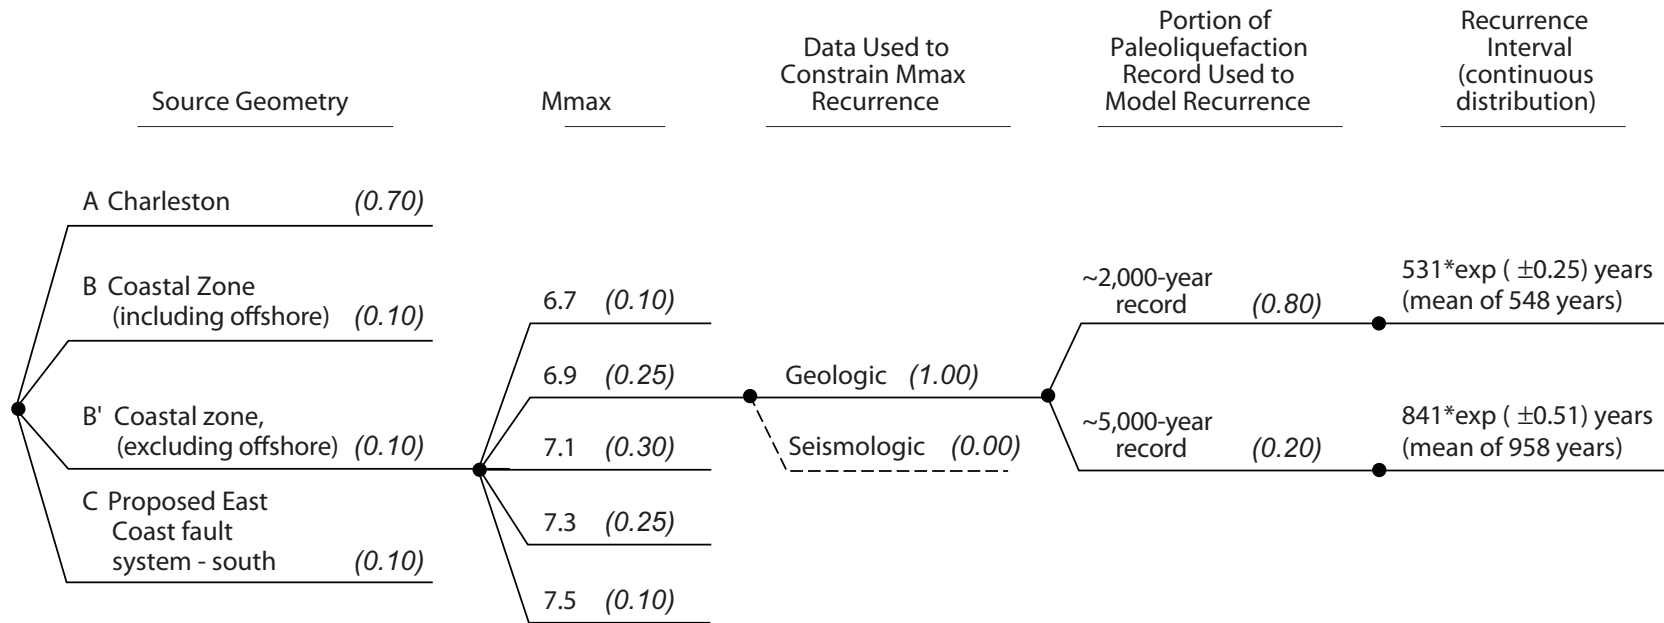 Source Geometry
Mmax
Data Used to
Constrain Mmax
Recurrence
Portion of
Paleoliquefaction
Record Used to
Model Recurrence
Recurrence
Interval
(continuous
distribution)
A Charleston (0.70)
B Coastal Zone
(including offshore) (0.10)
B' Coastal zone,
(excluding offshore) (0.10)
C Proposed East
Coast fault
system - south (0.10)
6.7 (0.10)
6.9 (0.25)
7.1 (0.30)
7.3 (0.25)
7.5 (0.10)
Geologic (1.00)
Seismologic (0.00)
~2,000-year
record (0.80)
~5,000-year
record (0.20)
531*exp ( ±0.25) years
(mean of 548 years)
841*exp ( ±0.51) years
(mean of 958 years)